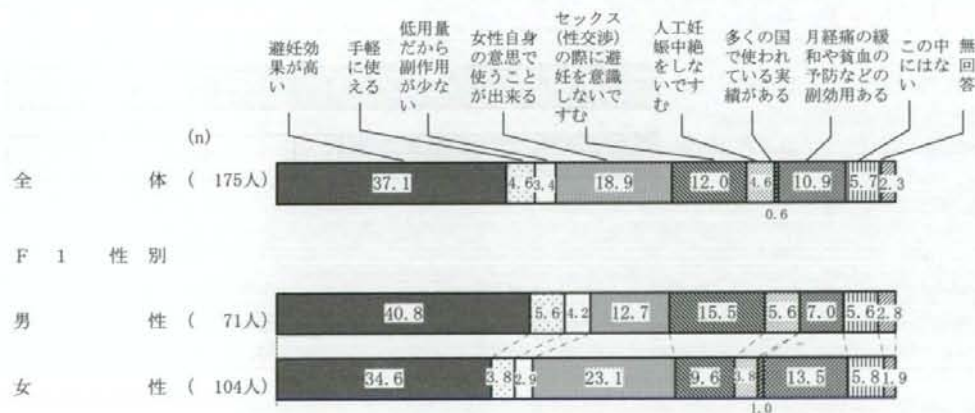 避妊効
果が高
い
手軽
に使
える
低用量
だから
副作用
が少な
い
女性自身
の意思で
使うこと
が出来る
セックス
(性交渉)
の際に避
妊を意識
しないで
すむ
人工妊
娠中絶
をしな
いです
む
多くの国
で使われ
ている実
績がある
月経痛の緩
和や貧血の
予防などの
副効用ある
この中
にはな
い
無
回
答
(n)
全 体 ( 175人)
37.1 4.6 3.4 18.9 12.0 4.6 10.9 5.7 2.3
0.6
F 1 性 別
男 性 ( 71人)
40.8 5.6 4.2 12.7 15.5 5.6 7.0 5.6 2.8
女 性 ( 104人)
34.6 3.8 2.9 23.1 9.6 3.8 13.5 5.8 1.9
1.0